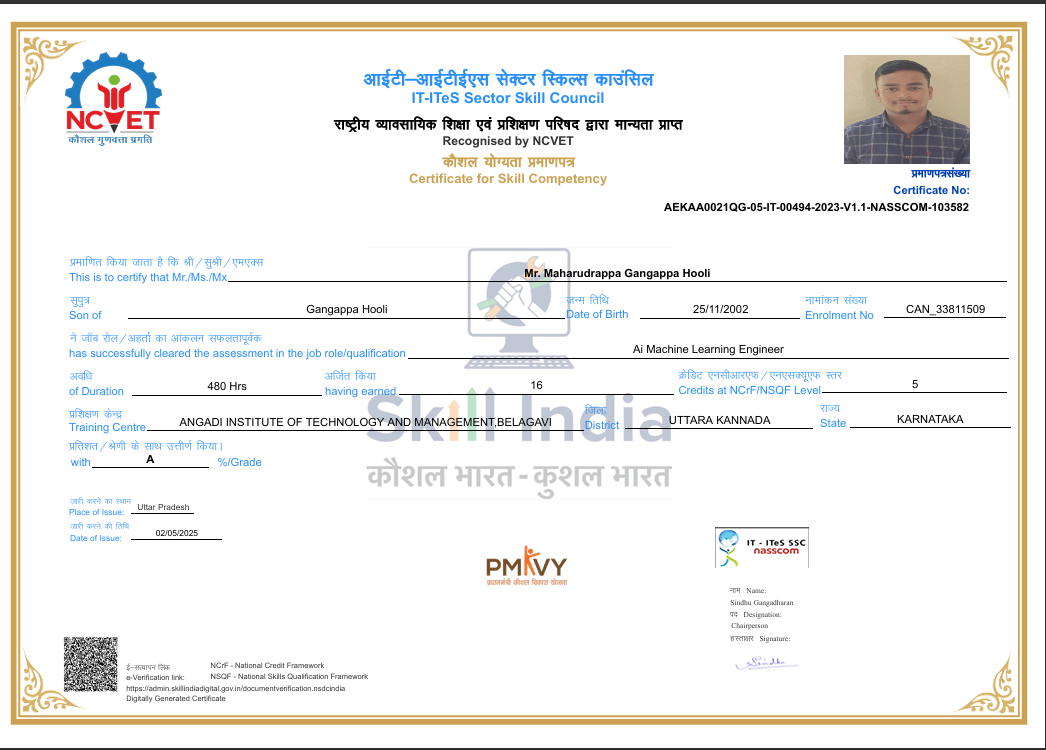 NCVET
कौशल गुणवत्ता प्रगति
आईटी–आईटीईएस सेक्टर स्किल्स काउंसिल
IT-ITeS Sector Skill Council
राष्ट्रीय व्यावसायिक शिक्षा एवं प्रशिक्षण परिषद द्वारा मान्यता प्राप्त
Recognised by NCVET
कौशल योग्यता प्रमाणपत्र
Certificate for Skill Competency
प्रमाणपत्रसंख्या
Certificate No:
AEKAA0021QG-05-IT-00494-2023-V1.1-NASSCOM-103582
प्रमाणित किया जाता है कि श्री/सुश्री/एमएक्स
This is to certify that Mr./Ms./Mx Mr. Maharudrappa Gangappa Hooli
सुपुत्र जन्म तिथि नामांकन संख्या
Son of Gangappa Hooli Date of Birth 25/11/2002 Enrolment No CAN_33811509
ने जॉब रोल/अहर्ता का आंकलन सफलतापूर्वक
has successfully cleared the assessment in the job role/qualification Ai Machine Learning Engineer
अवधि अर्जित किया क्रेडिट एनसीआरएफ/एनएसक्यूएफ स्तर
of Duration 480 Hrs having earned 16 Credits at NCrF/NSQF Level 5
प्रशिक्षण केन्द्र जिला राज्य
Training Centre ANGADI INSTITUTE OF TECHNOLOGY AND MANAGEMENT,BELAGAVI District UTTARA KANNADA State KARNATAKA
Skill India
प्रतिशत/श्रेणी के साथ उत्तीर्ण किया।
with A %/Grade
कौशल भारत-कुशल भारत
जारी करने का स्थान
Place of Issue: Uttar Pradesh
जारी करने की तिथि
Date of Issue: 02/05/2025
PMKVY
प्रधानमंत्री कौशल विकास योजना
IT - ITeS SSC
nasscom
नाम Name:
Sindhu Gangadharan
पद Designation:
Chairperson
हस्ताक्षर Signature:
Sindhu
ई–सत्यापन लिंक NCrF - National Credit Framework
e-Verification link: NSQF - National Skills Qualification Framework
https://admin.skillindiadigital.gov.in/documentverification.nsdcindia
Digitally Generated Certificate